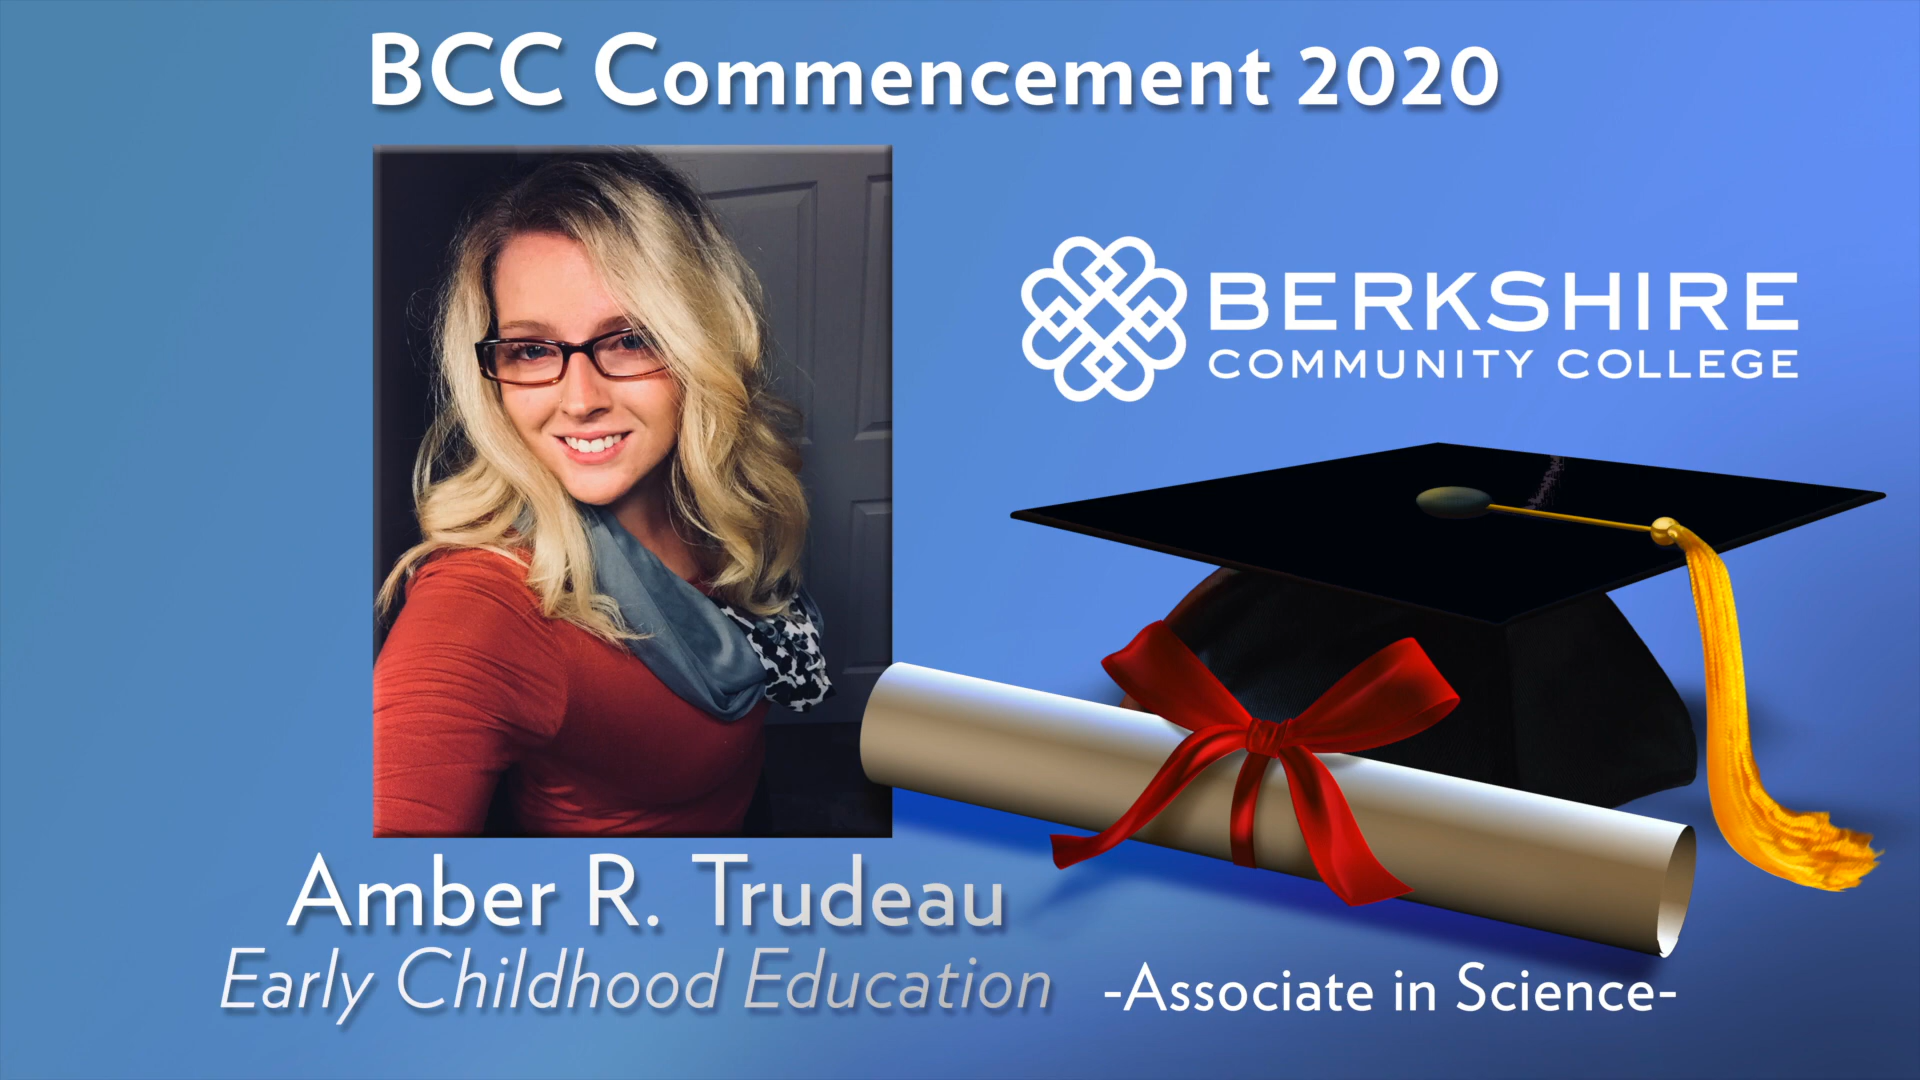 BCC Commencement 2020
BERKSHIRE
COMMUNITY COLLEGE
Amber R. Trudeau
Early Childhood Education
-Associate in Science-